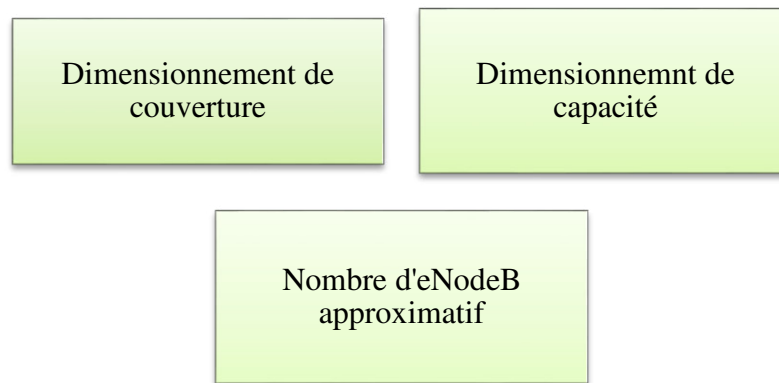 Dimensionnement de
couverture
Dimensionnemnt de
capacité
Nombre d'eNodeB
approximatif